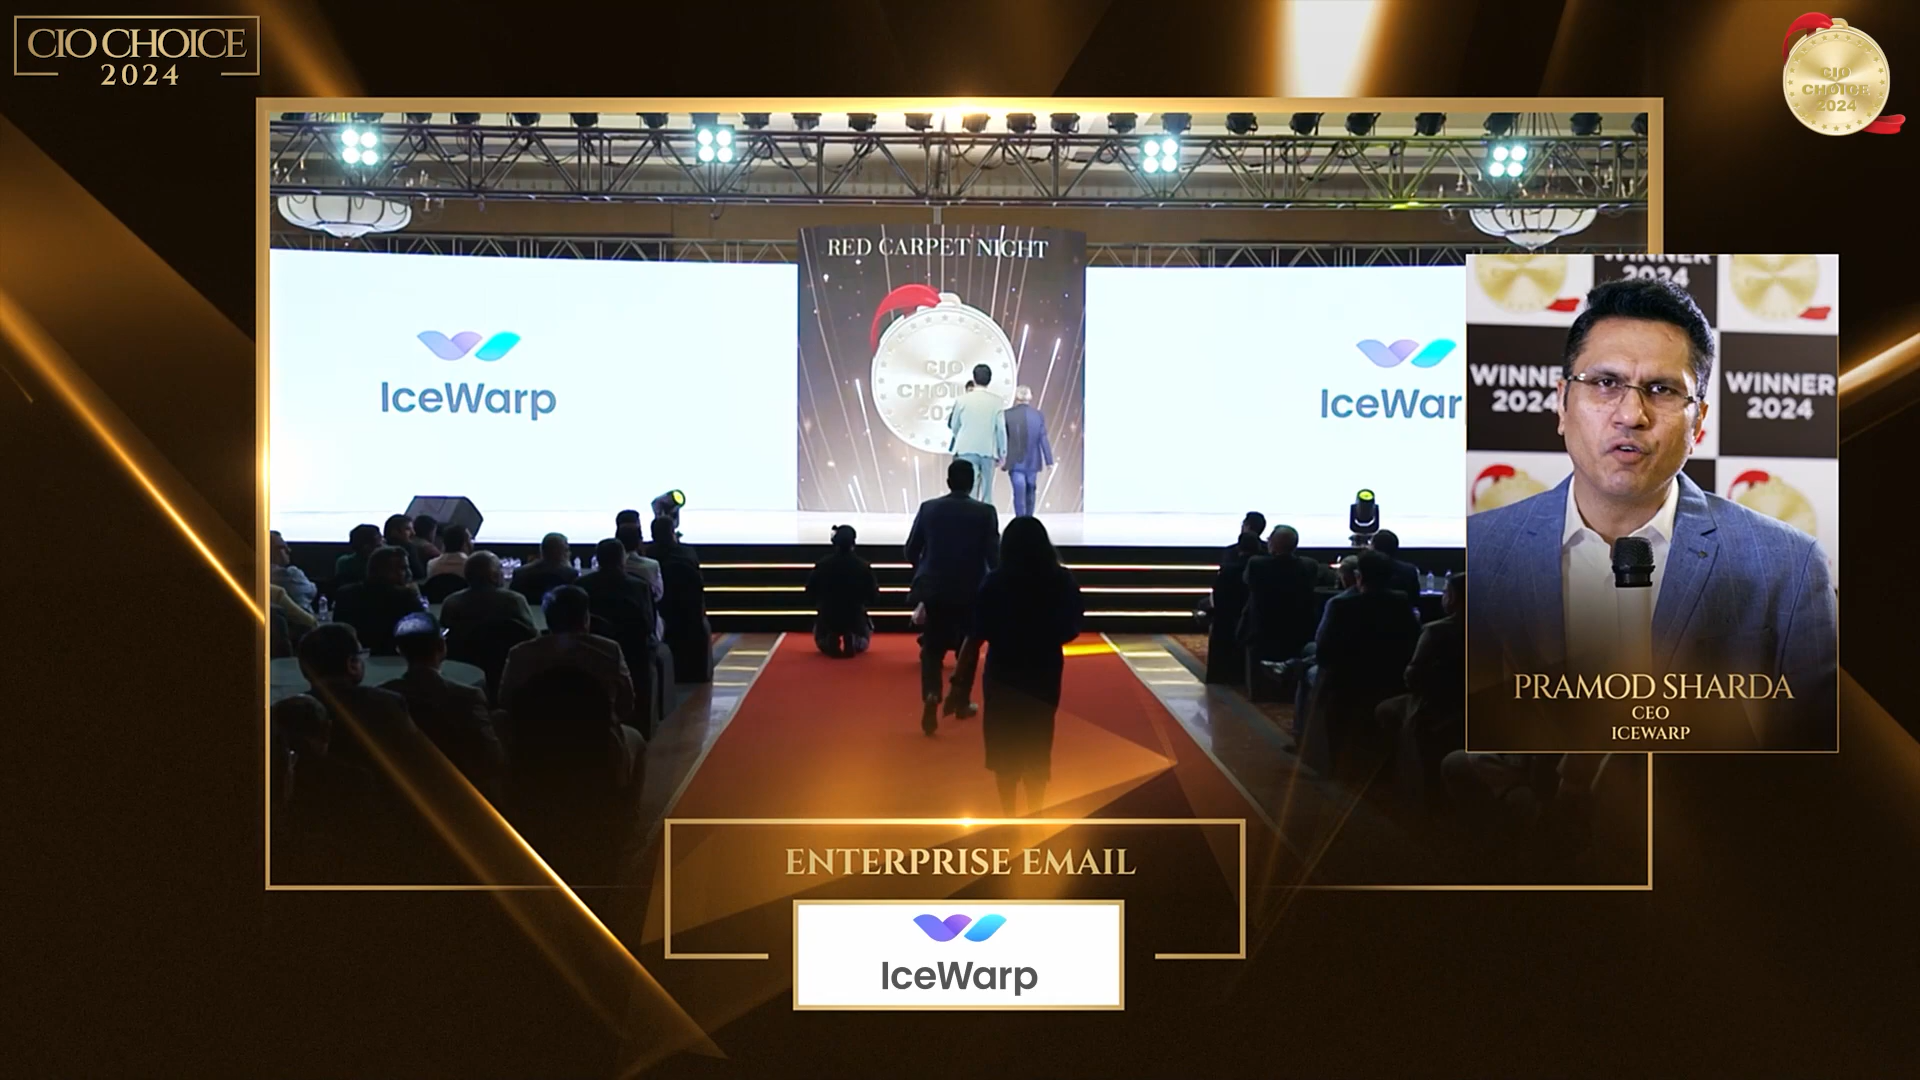 CIO CHOICE
2024
CIO
CHOICE
2024
RED CARPET NIGHT
IceWarp
CIO
IceWar
WINNER
2024
WINNER
2024
PRAMOD SHARDA
CEO
ICEWARP
ENTERPRISE EMAIL
IceWarp